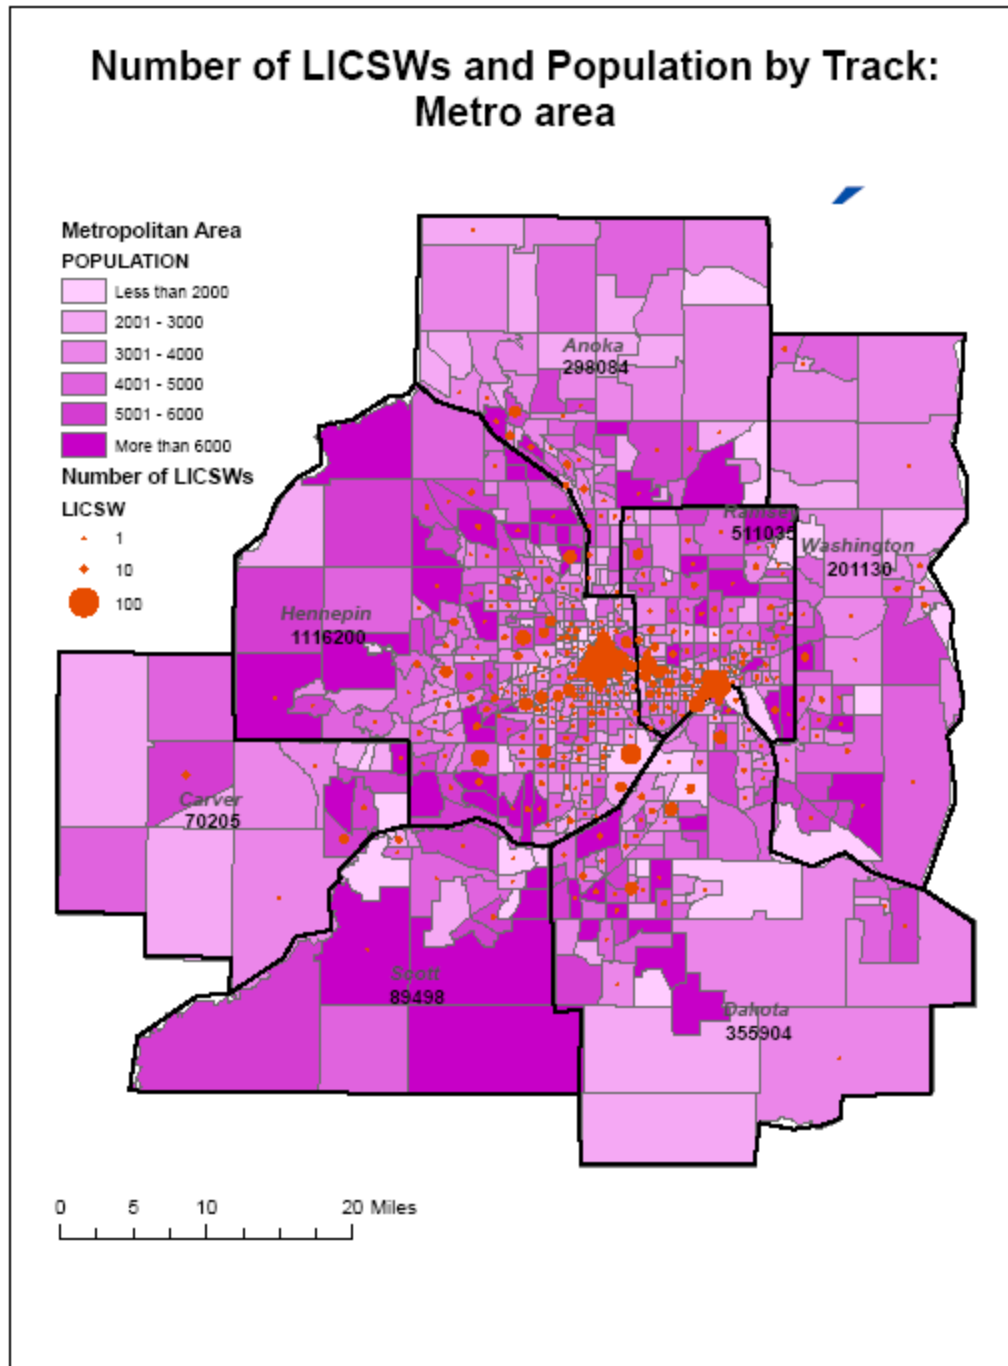 Number of LICSWs and Population by Track:
Metro area
Metropolitan Area
POPULATION
Less than 2000
2001 - 3000
3001 - 4000
4001 - 5000
5001 - 6000
More than 6000
Number of LICSWs
LICSW
1
10
100
Anoka
298084
Ramsey
511035
Washington
201130
Hennepin
1116200
Carver
70205
Scott
89498
Dakota
355904
0 5 10 20 Miles